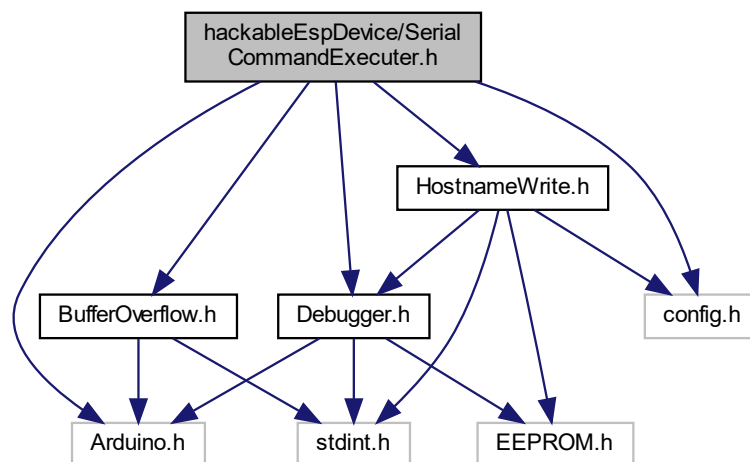 hackableEspDevice/Serial
CommandExecuter.h
HostnameWrite.h
BufferOverflow.h
Debugger.h
config.h
Arduino.h
stdint.h
EEPROM.h